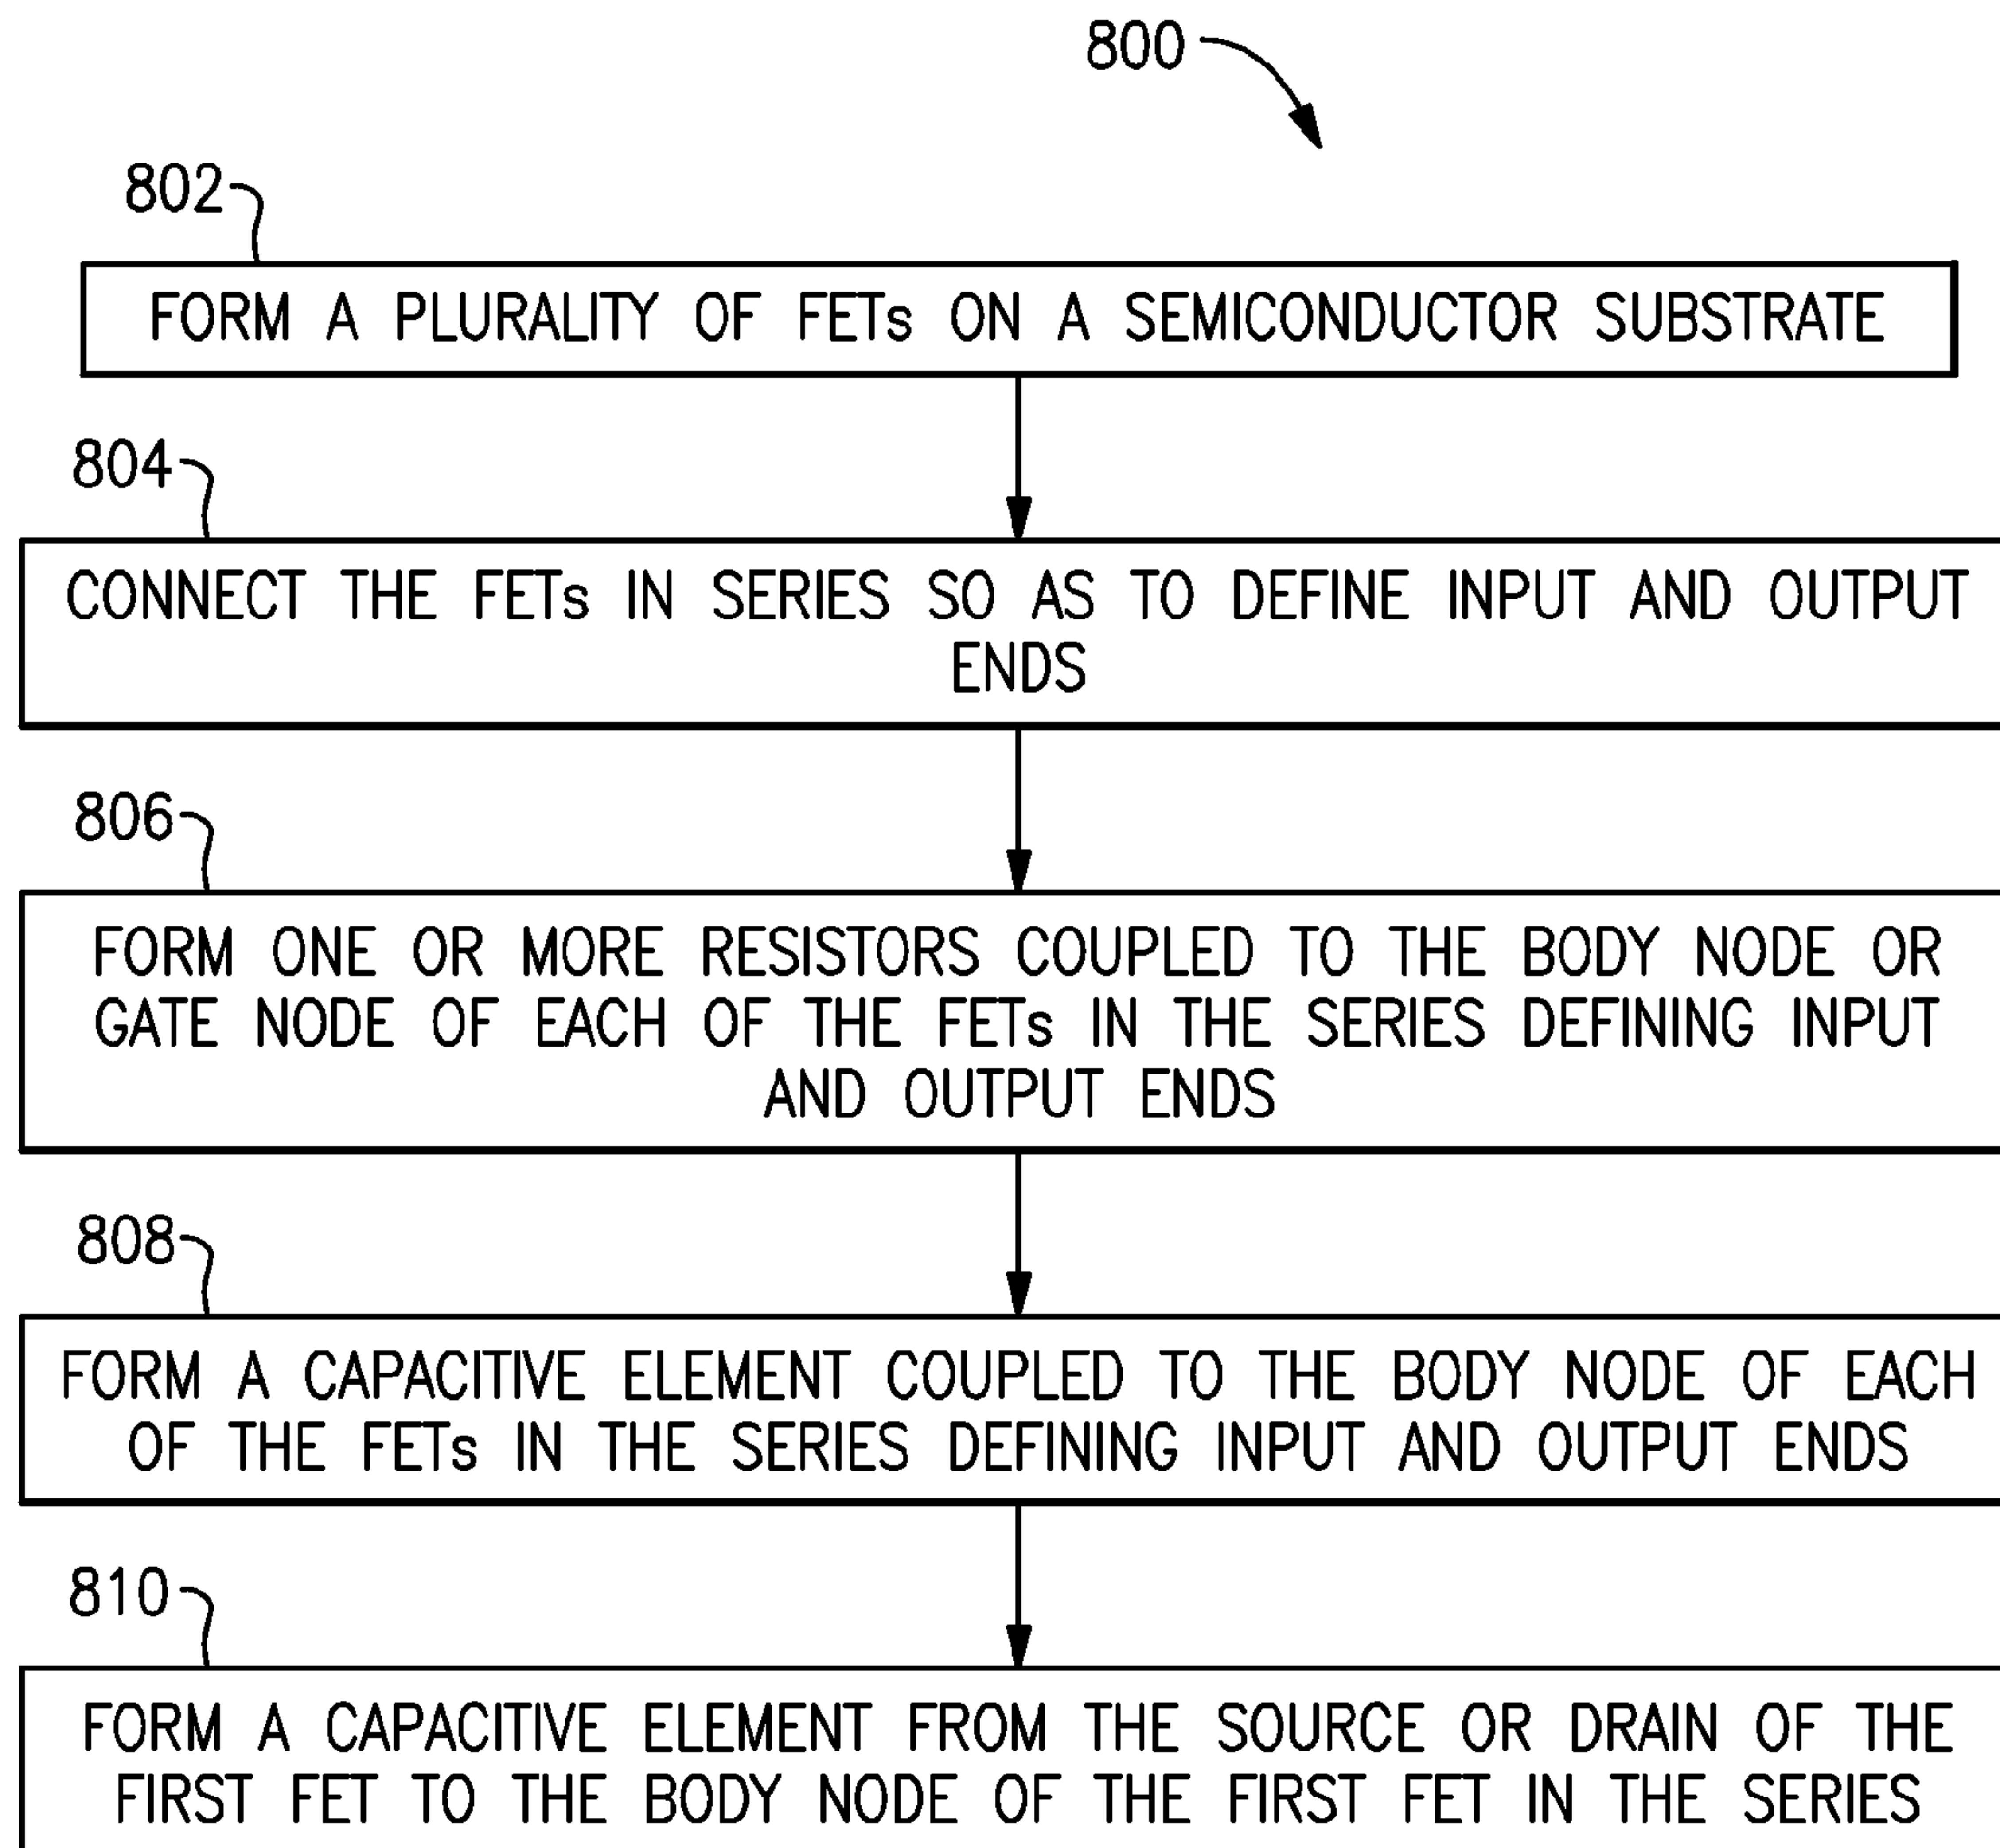 800
802
FORM A PLURALITY OF FETs ON A SEMICONDUCTOR SUBSTRATE
804
CONNECT THE FETs IN SERIES SO AS TO DEFINE INPUT AND OUTPUT
ENDS
806
FORM ONE OR MORE RESISTORS COUPLED TO THE BODY NODE OR
GATE NODE OF EACH OF THE FETs IN THE SERIES DEFINING INPUT
AND OUTPUT ENDS
808
FORM A CAPACITIVE ELEMENT COUPLED TO THE BODY NODE OF EACH
OF THE FETs IN THE SERIES DEFINING INPUT AND OUTPUT ENDS
810
FORM A CAPACITIVE ELEMENT FROM THE SOURCE OR DRAIN OF THE
FIRST FET TO THE BODY NODE OF THE FIRST FET IN THE SERIES